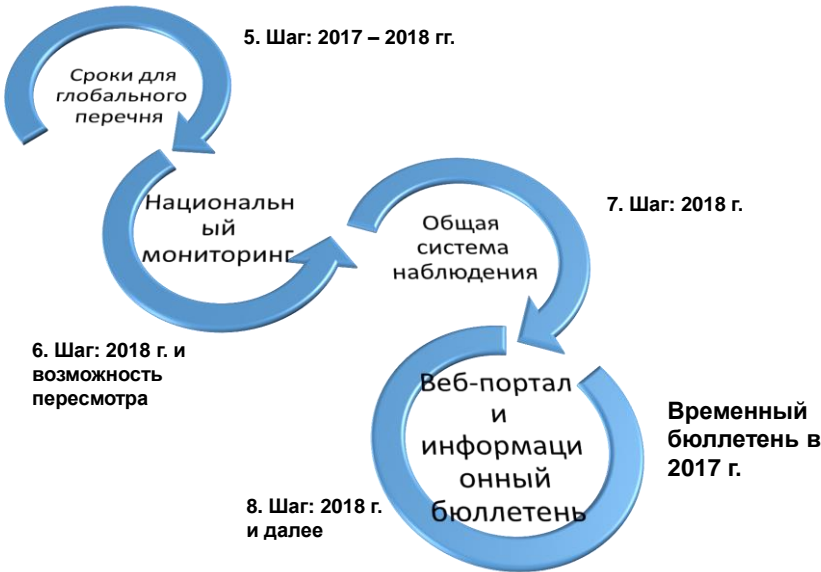 5. Шаг: 2017 – 2018 гг.
Сроки для
глобального
перечня
Национальн
ый
мониторинг
7. Шаг: 2018 г.
Общая
система
наблюдения
6. Шаг: 2018 г. и
возможность
пересмотра
Веб-портал
и
информаци
онный
бюллетень
Временный
бюллетень в
2017 г.
8. Шаг: 2018 г.
и далее